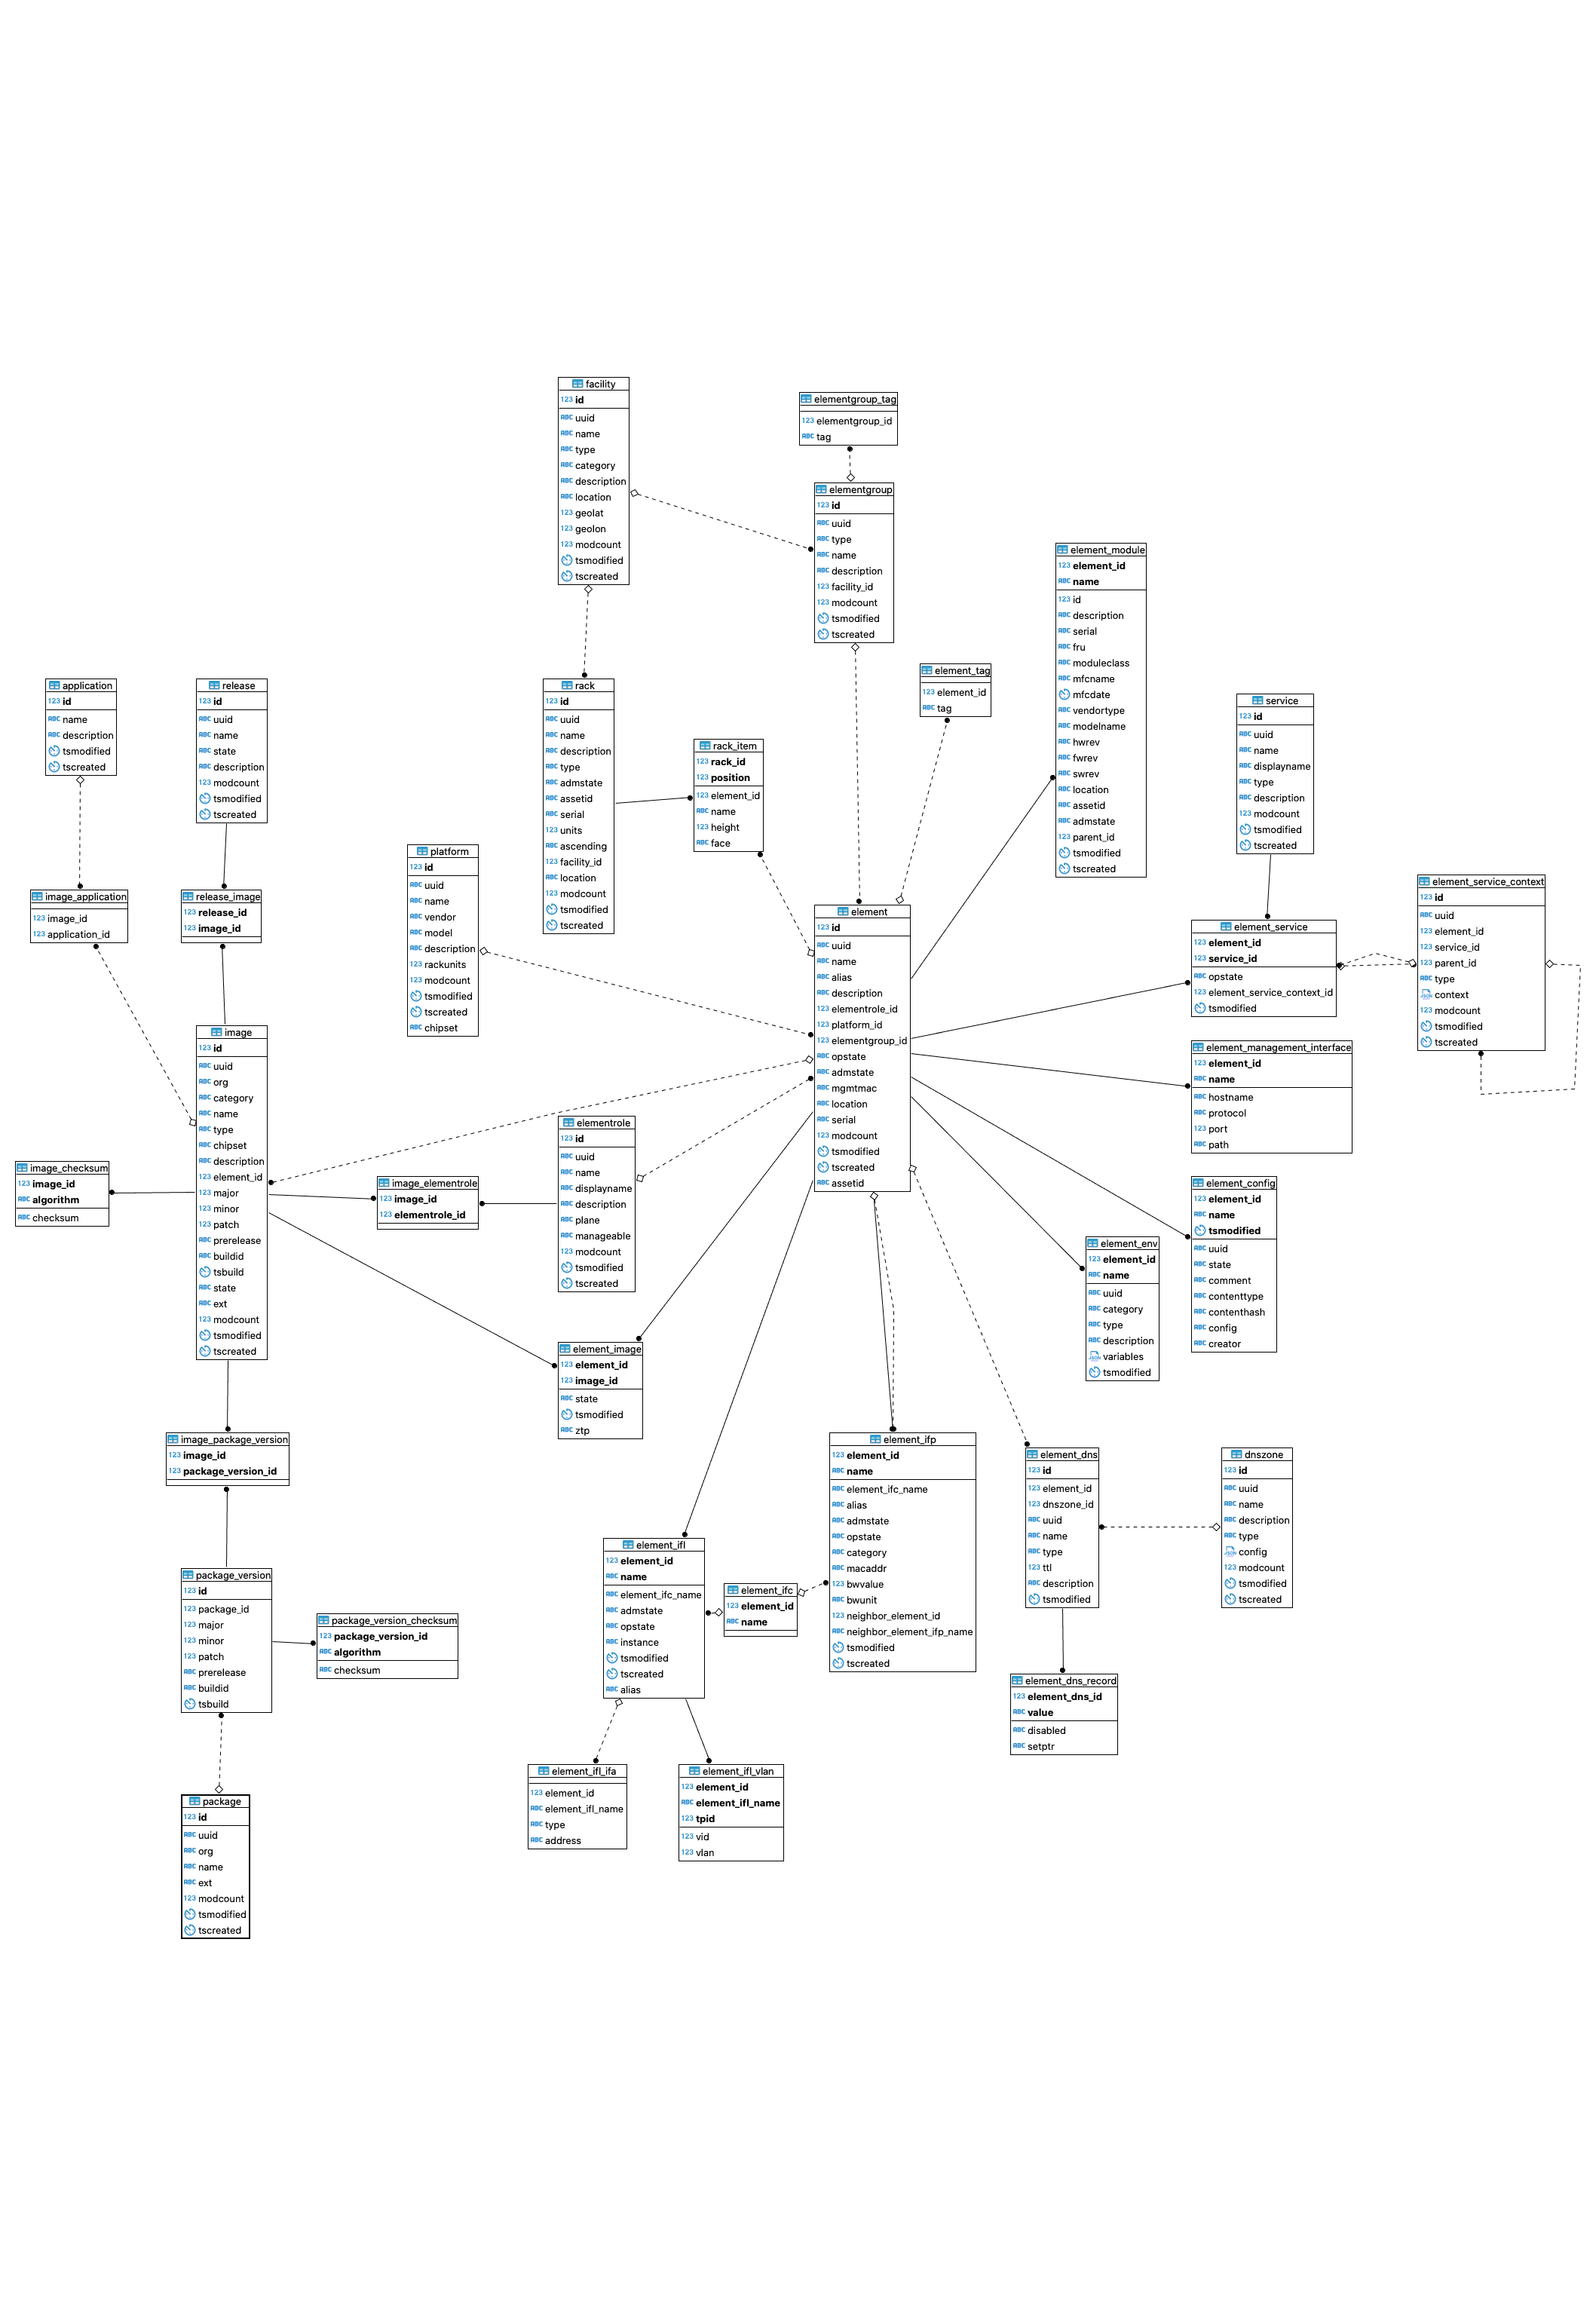 facility
123 id
ABC uuid
ABC name
ABC type
ABC category
ABC description
ABC location
123 geolat
123 geolon
123 modcount
tsmodified
tscreated
elementgroup_tag
123 elementgroup_id
ABC tag
elementgroup
123 id
ABC uuid
ABC type
ABC name
ABC description
123 facility_id
123 modcount
tsmodified
tscreated
element_module
123 element_id
ABC name
123 id
ABC description
ABC serial
ABC fru
ABC moduleclass
ABC mfcname
mfcdate
ABC vendortype
ABC modelname
ABC hwrev
ABC fwrev
ABC swrev
ABC location
ABC assetid
ABC admstate
123 parent_id
tsmodified
tscreated
element_tag
123 element_id
ABC tag
application
123 id
ABC name
ABC description
tsmodified
tscreated
release
123 id
ABC uuid
ABC name
ABC state
ABC description
123 modcount
tsmodified
tscreated
rack
123 id
ABC uuid
ABC name
ABC description
ABC type
ABC admstate
ABC assetid
ABC serial
123 units
ABC ascending
123 facility_id
ABC location
123 modcount
tsmodified
tscreated
rack_item
123 rack_id
123 position
123 element_id
ABC name
123 height
ABC face
service
123 id
ABC uuid
ABC name
ABC displayname
ABC type
ABC description
123 modcount
tsmodified
tscreated
platform
123 id
ABC uuid
ABC name
ABC vendor
ABC model
ABC description
123 rackunits
123 modcount
tsmodified
tscreated
ABC chipset
image_application
123 image_id
123 application_id
release_image
123 release_id
123 image_id
element
123 id
ABC uuid
ABC name
ABC alias
ABC description
123 elementrole_id
123 platform_id
123 elementgroup_id
ABC opstate
ABC admstate
ABC mgmtmac
ABC location
ABC serial
123 modcount
tsmodified
tscreated
ABC assetid
element_service
123 element_id
123 service_id
ABC opstate
123 element_service_context_id
tsmodified
element_service_context
123 id
ABC uuid
123 element_id
123 service_id
123 parent_id
ABC type
context
123 modcount
tsmodified
tscreated
element_management_interface
123 element_id
ABC name
ABC hostname
ABC protocol
123 port
ABC path
image
123 id
ABC uuid
ABC org
ABC category
ABC name
ABC type
ABC chipset
ABC description
123 element_id
123 major
123 minor
123 patch
ABC prerelease
ABC buildid
tsbuild
ABC state
ABC ext
123 modcount
tsmodified
tscreated
image_checksum
123 image_id
ABC algorithm
ABC checksum
image_elementrole
123 image_id
123 elementrole_id
elementrole
123 id
ABC uuid
ABC name
ABC displayname
ABC description
ABC plane
ABC manageable
123 modcount
tsmodified
tscreated
element_config
123 element_id
ABC name
tsmodified
ABC uuid
ABC state
ABC comment
ABC contenttype
ABC contenthash
ABC config
ABC creator
element_env
123 element_id
ABC name
ABC uuid
ABC category
ABC type
ABC description
variables
tsmodified
element_image
123 element_id
123 image_id
ABC state
tsmodified
ABC ztp
image_package_version
123 image_id
123 package_version_id
element_ifp
123 element_id
ABC name
ABC element_ifc_name
ABC alias
ABC admstate
ABC opstate
ABC category
ABC macaddr
123 bwvalue
ABC bwunit
123 neighbor_element_id
ABC neighbor_element_ifp_name
tsmodified
tscreated
element_dns
123 id
123 element_id
123 dnszone_id
ABC uuid
ABC name
ABC type
123 ttl
ABC description
tsmodified
dnszone
123 id
ABC uuid
ABC name
ABC description
ABC type
config
123 modcount
tsmodified
tscreated
element_ifl
123 element_id
ABC name
ABC element_ifc_name
ABC admstate
ABC opstate
123 instance
tsmodified
tscreated
ABC alias
element_ifc
123 element_id
ABC name
package_version
123 id
123 package_id
123 major
123 minor
123 patch
ABC prerelease
ABC buildid
tsbuild
package_version_checksum
123 package_version_id
ABC algorithm
ABC checksum
element_dns_record
123 element_dns_id
ABC value
ABC disabled
ABC setptr
element_ifl_ifa
123 element_id
ABC element_ifl_name
ABC type
ABC address
element_ifl_vlan
123 element_id
ABC element_ifl_name
123 tpid
123 vid
123 vlan
package
123 id
ABC uuid
ABC org
ABC name
ABC ext
123 modcount
tsmodified
tscreated